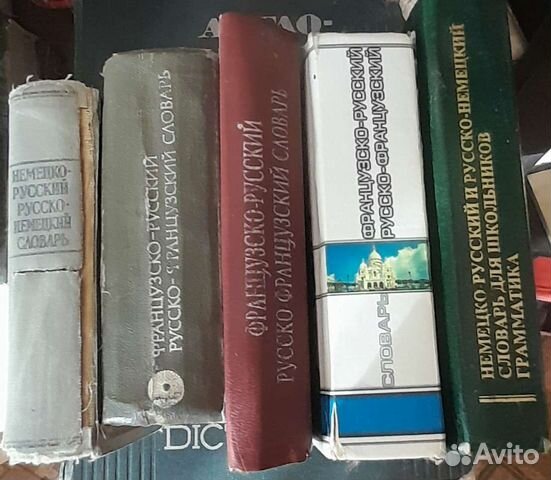 АНГЛО-
НЕМЕЦКО-
РУССКИЙ
РУССКО-
НЕМЕЦКИЙ
СЛОВАРЬ
ФРАНЦУЗСКО-РУССКИЙ
РУССКО-ФРАНЦУЗСКИЙ СЛОВАРЬ
ФРАНЦУЗСКО-РУССКИЙ
РУССКО ФРАНЦУЗСКИЙ СЛОВАРЬ
ФРАНЦУЗСКО-РУССКИЙ
РУССКО-ФРАНЦУЗСКИЙ
СЛОВАРЬ
НЕМЕЦКО РУССКИЙ И РУССКО-НЕМЕЦКИЙ
СЛОВАРЬ ДЛЯ ШКОЛЬНИКОВ
ГРАММАТИКА
DIC
Avito